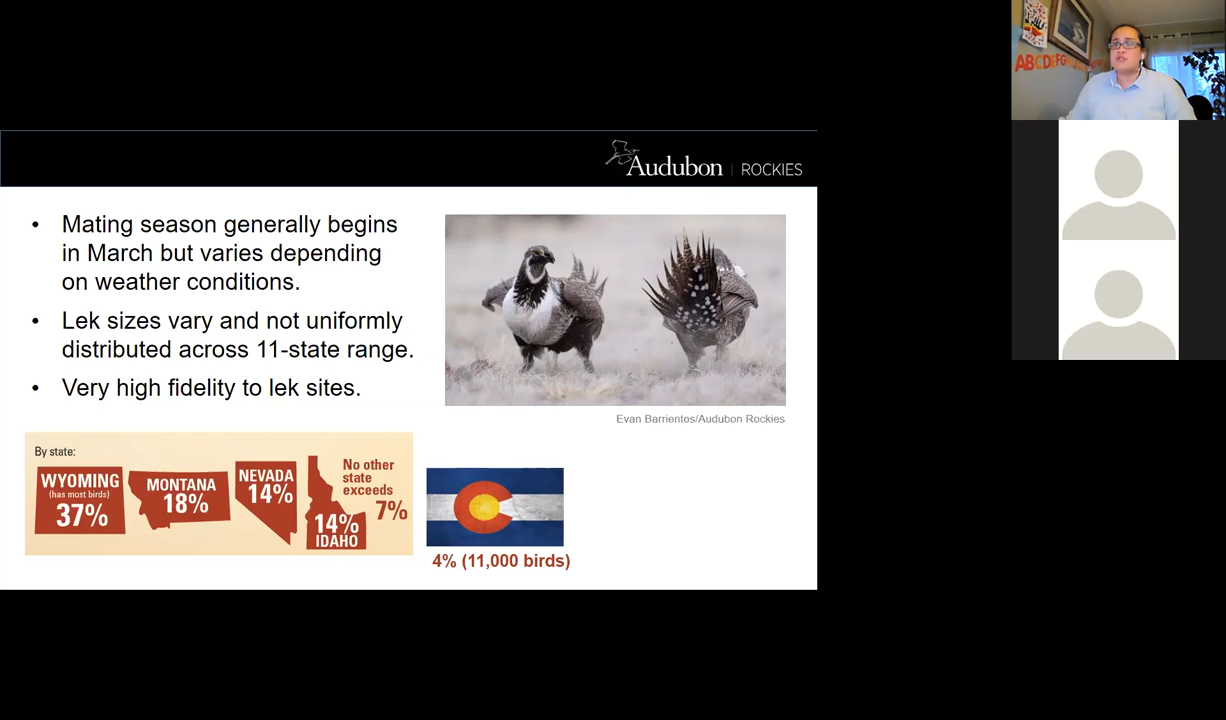 Audubon | ROCKIES
• Mating season generally begins
in March but varies depending
on weather conditions.
• Lek sizes vary and not uniformly
distributed across 11-state range.
• Very high fidelity to lek sites.
Evan Barrientos/Audubon Rockies
By state:
WYOMING
(has most birds)
37%
MONTANA
18%
NEVADA
14%
14%
IDAHO
No other
state
exceeds
7%
4% (11,000 birds)
ABCDEFG